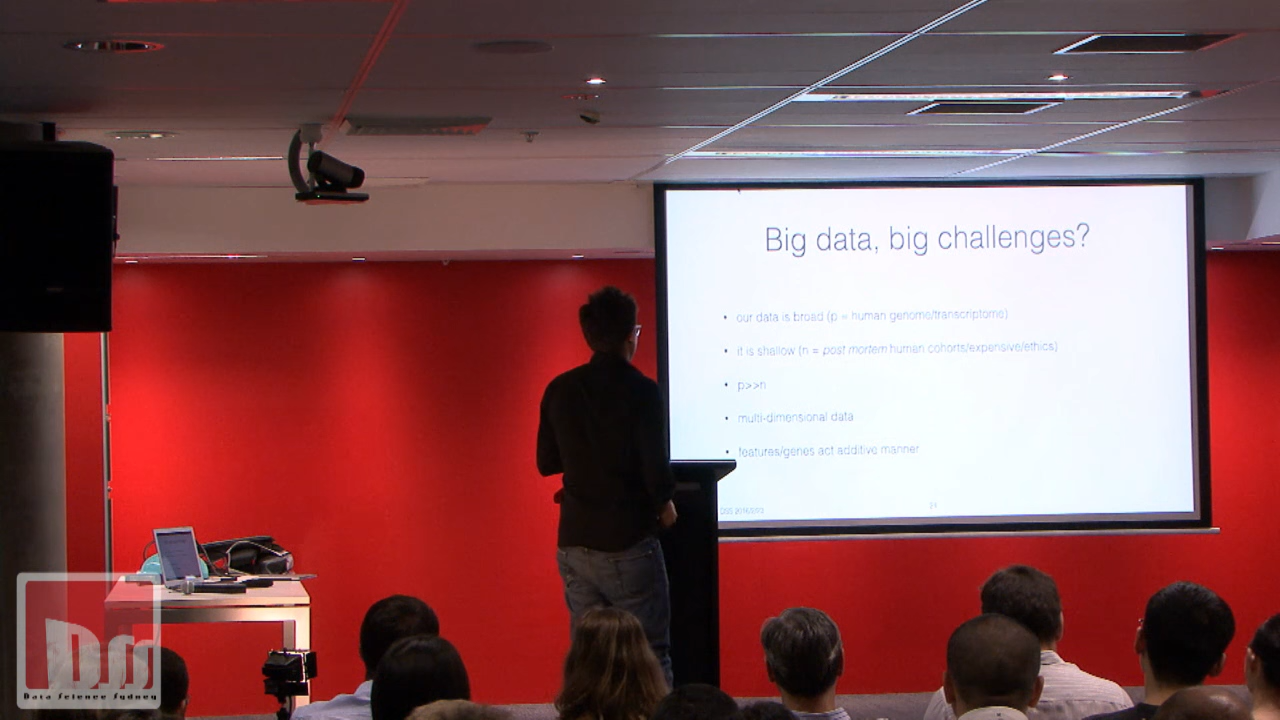 Big data, big challenges?
• our data is broad (p = human genome/transcriptome)
• it is shallow (n = post mortem human cohorts/expensive/ethics)
• p>>n
• multi-dimensional data
• features/genes act additive manner
Data Science Sydney